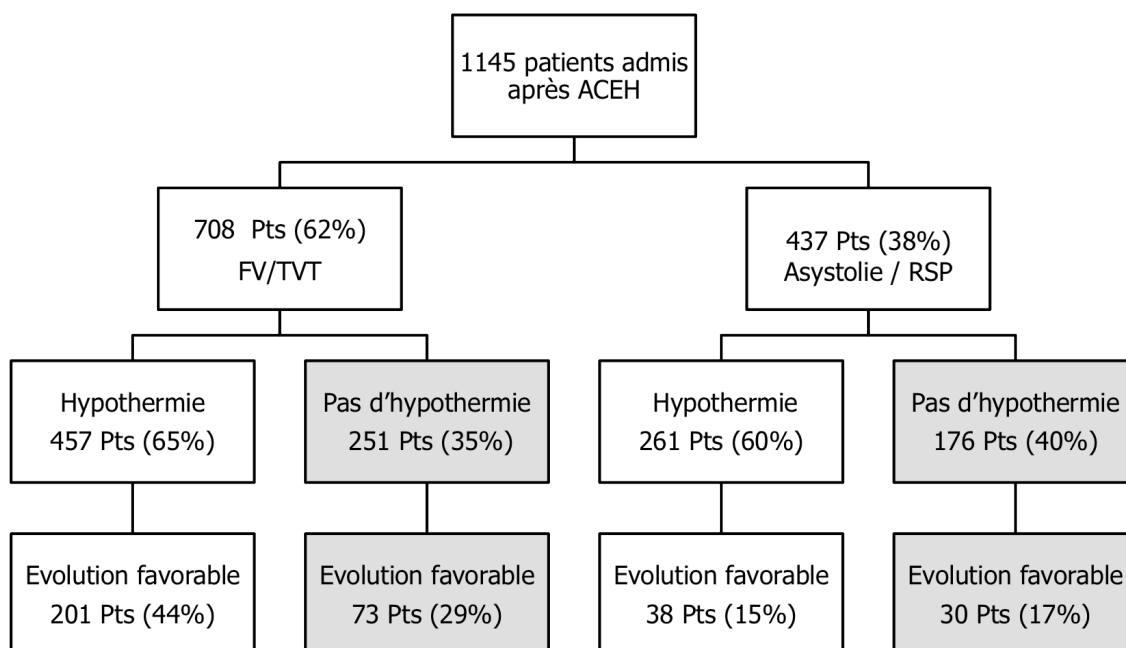 1145 patients admis
après ACEH
708 Pts (62%)
FV/TVT
437 Pts (38%)
Asystolie / RSP
Hypothermie
457 Pts (65%)
Pas d'hypothermie
251 Pts (35%)
Hypothermie
261 Pts (60%)
Pas d'hypothermie
176 Pts (40%)
Evolution favorable
201 Pts (44%)
Evolution favorable
73 Pts (29%)
Evolution favorable
38 Pts (15%)
Evolution favorable
30 Pts (17%)